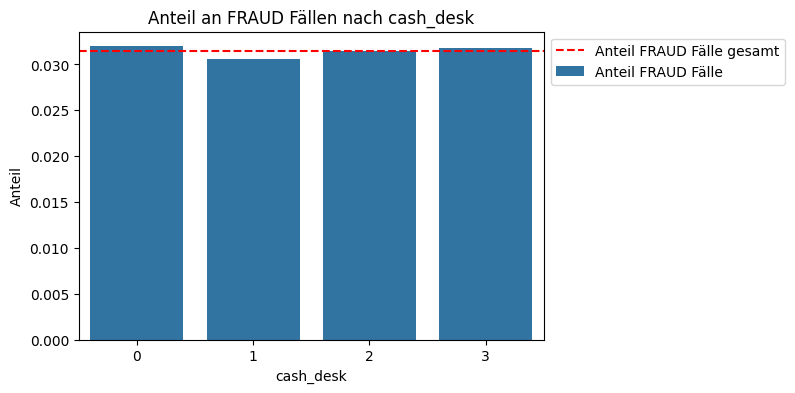 Anteil an FRAUD Fällen nach cash_desk
Anteil FRAUD Fälle gesamt
Anteil FRAUD Fälle
Anteil
0.030
0.025
0.020
0.015
0.010
0.005
0.000
0 1 2 3
cash_desk